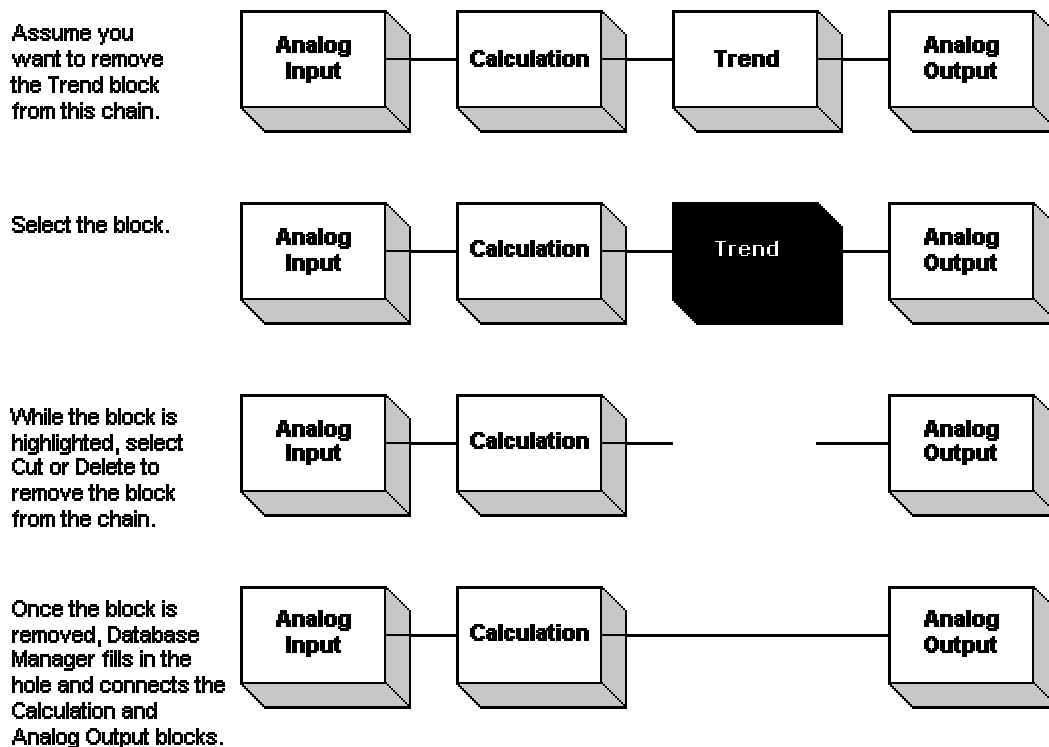 Assume you
want to remove
the Trend block
from this chain.
Analog
Input
Calculation
Trend
Analog
Output
Select the block.
Analog
Input
Calculation
Trend
Analog
Output
While the block is
highlighted, select
Cut or Delete to
remove the block
from the chain.
Analog
Input
Calculation
Analog
Output
Once the block is
removed, Database
Manager fills in the
hole and connects the
Calculation and
Analog Output blocks.
Analog
Input
Calculation
Analog
Output